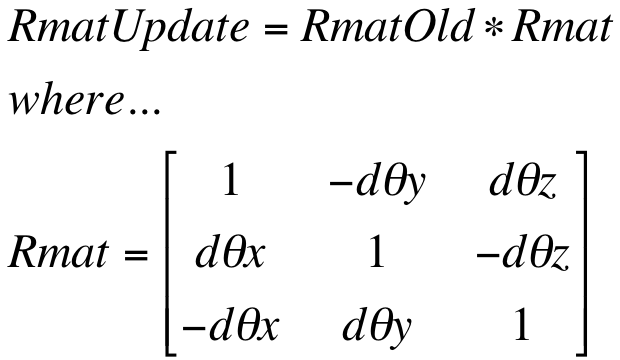 RmatUpdate = RmatOld * Rmat
where...
Rmat = [ 1 -dθy dθz
dθx 1 -dθz
-dθx dθy 1 ]